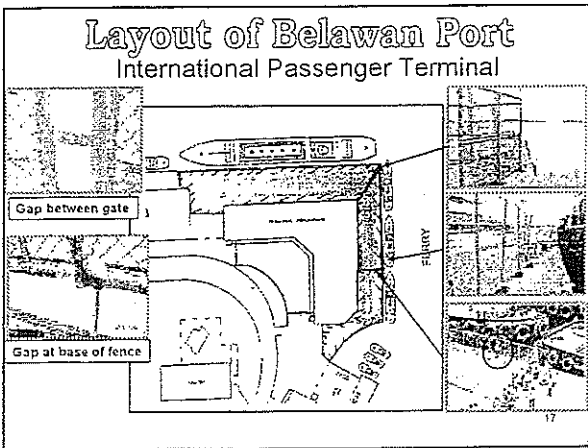 Layout of Belawan Port
International Passenger Terminal
Gap between gate
Gap at base of fence
FERRY
17